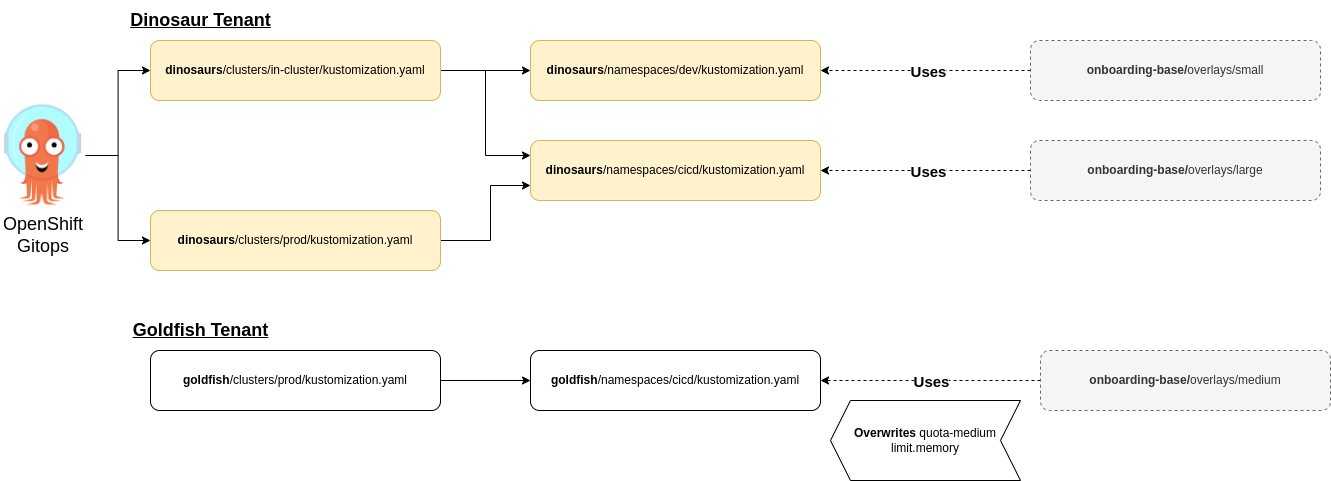 Dinosaur Tenant
dinosaurs/clusters/in-cluster/kustomization.yaml
dinosaurs/namespaces/dev/kustomization.yaml
Uses
onboarding-base/overlays/small
dinosaurs/namespaces/cicd/kustomization.yaml
Uses
onboarding-base/overlays/large
OpenShift
Gitops
dinosaurs/clusters/prod/kustomization.yaml
Goldfish Tenant
goldfish/clusters/prod/kustomization.yaml
goldfish/namespaces/cicd/kustomization.yaml
Uses
onboarding-base/overlays/medium
Overwrites quota-medium
limit.memory